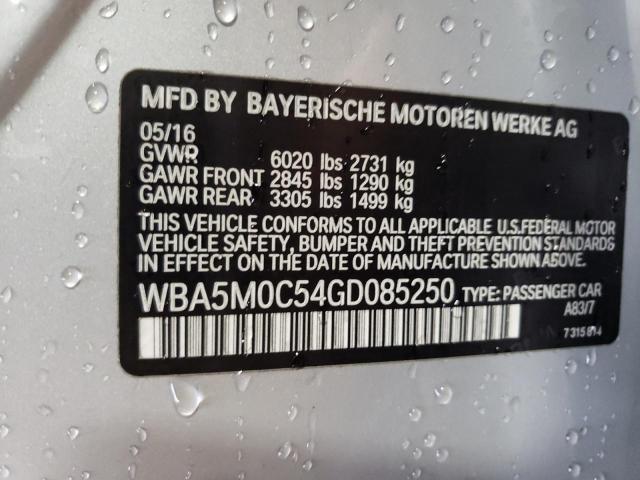 MFD BY BAYERISCHE MOTOREN WERKE AG
05/16
GVWR 6020 lbs 2731 kg
GAWR FRONT 2845 lbs 1290 kg
GAWR REAR 3305 lbs 1499 kg
THIS VEHICLE CONFORMS TO ALL APPLICABLE U.S.FEDERAL MOTOR
VEHICLE SAFETY, BUMPER AND THEFT PREVENTION STANDARDS
IN EFFECT ON THE DATE OF MANUFACTURE SHOWN ABOVE.
WBA5M0C54GD085250 TYPE: PASSENGER CAR
A83/7